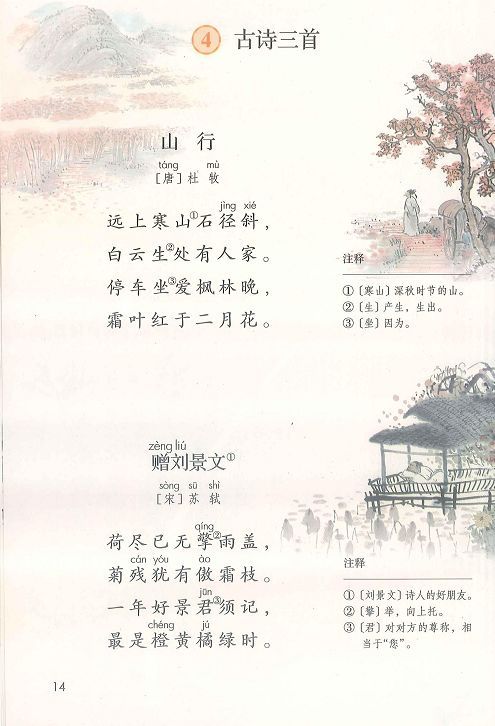 4 古诗三首
山 行
táng mù
[唐]杜 牧
jìng xié
远上寒山①石径斜，
白云生②处有人家。
停车坐③爱枫林晚，
霜叶红于二月花。
注释
①〔寒山〕深秋时节的山。
②〔生〕产生，生出。
③〔坐〕因为。
zèng liú
赠刘景文①
sòng sū shì
[宋]苏 轼
qíng
荷尽已无擎②雨盖，
cán yóu ào
菊残犹有傲霜枝。
jūn
一年好景君③须记，
chéng jú
最是橙黄橘绿时。
注释
①〔刘景文〕诗人的好朋友。
②〔擎〕举，向上托。
③〔君〕对对方的尊称，相
当于“您”。
14